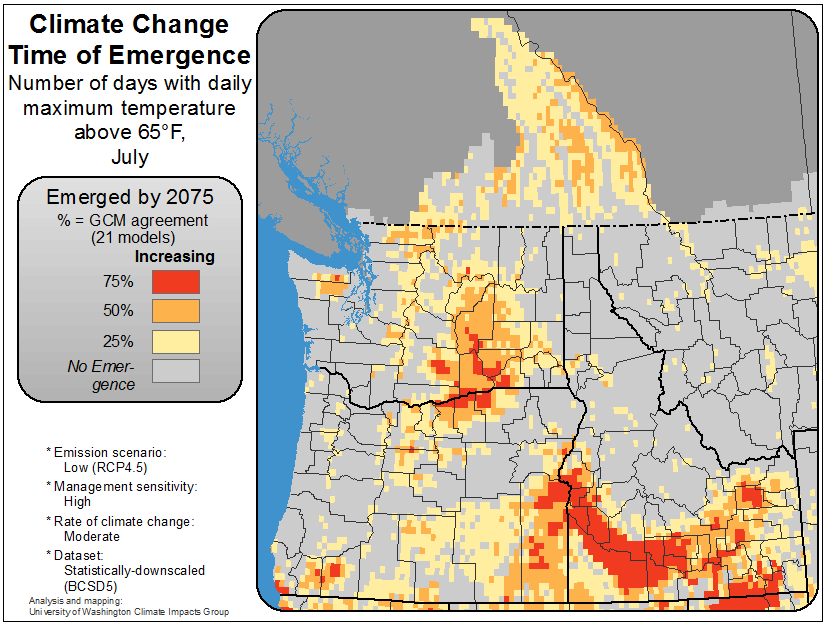 Climate Change
Time of Emergence
Number of days with daily
maximum temperature
above 65°F,
July
Emerged by 2075
% = GCM agreement
(21 models)
Increasing
75%
50%
25%
No Emer-
gence
* Emission scenario:
Low (RCP4.5)
* Management sensitivity:
High
* Rate of climate change:
Moderate
* Dataset:
Statistically-downscaled
(BCSD5)
Analysis and mapping:
University of Washington Climate Impacts Group